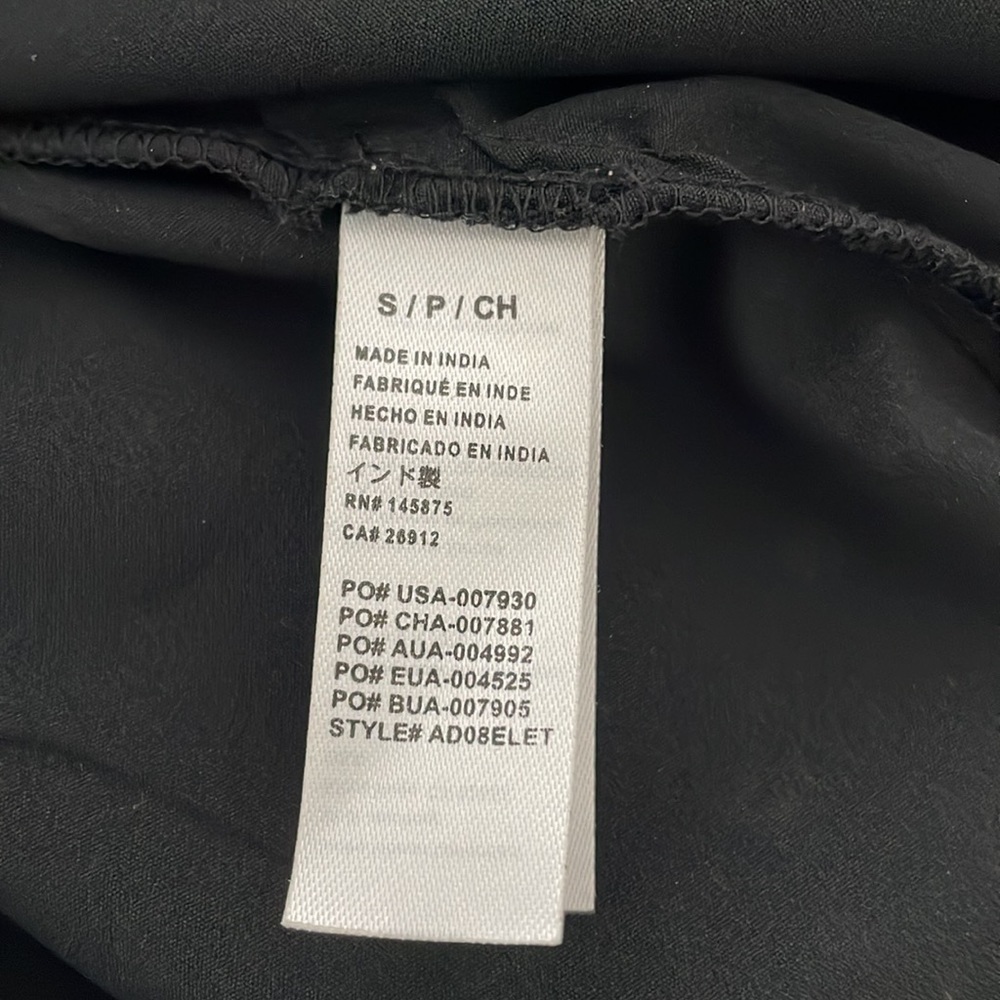 S / P / CH
MADE IN INDIA
FABRIQUÉ EN INDE
HECHO EN INDIA
FABRICADO EN INDIA
インド製
RN# 145875
CA# 26912
PO# USA-007930
PO# CHA-007881
PO# AUA-004992
PO# EUA-004525
PO# BUA-007905
STYLE# AD08ELET